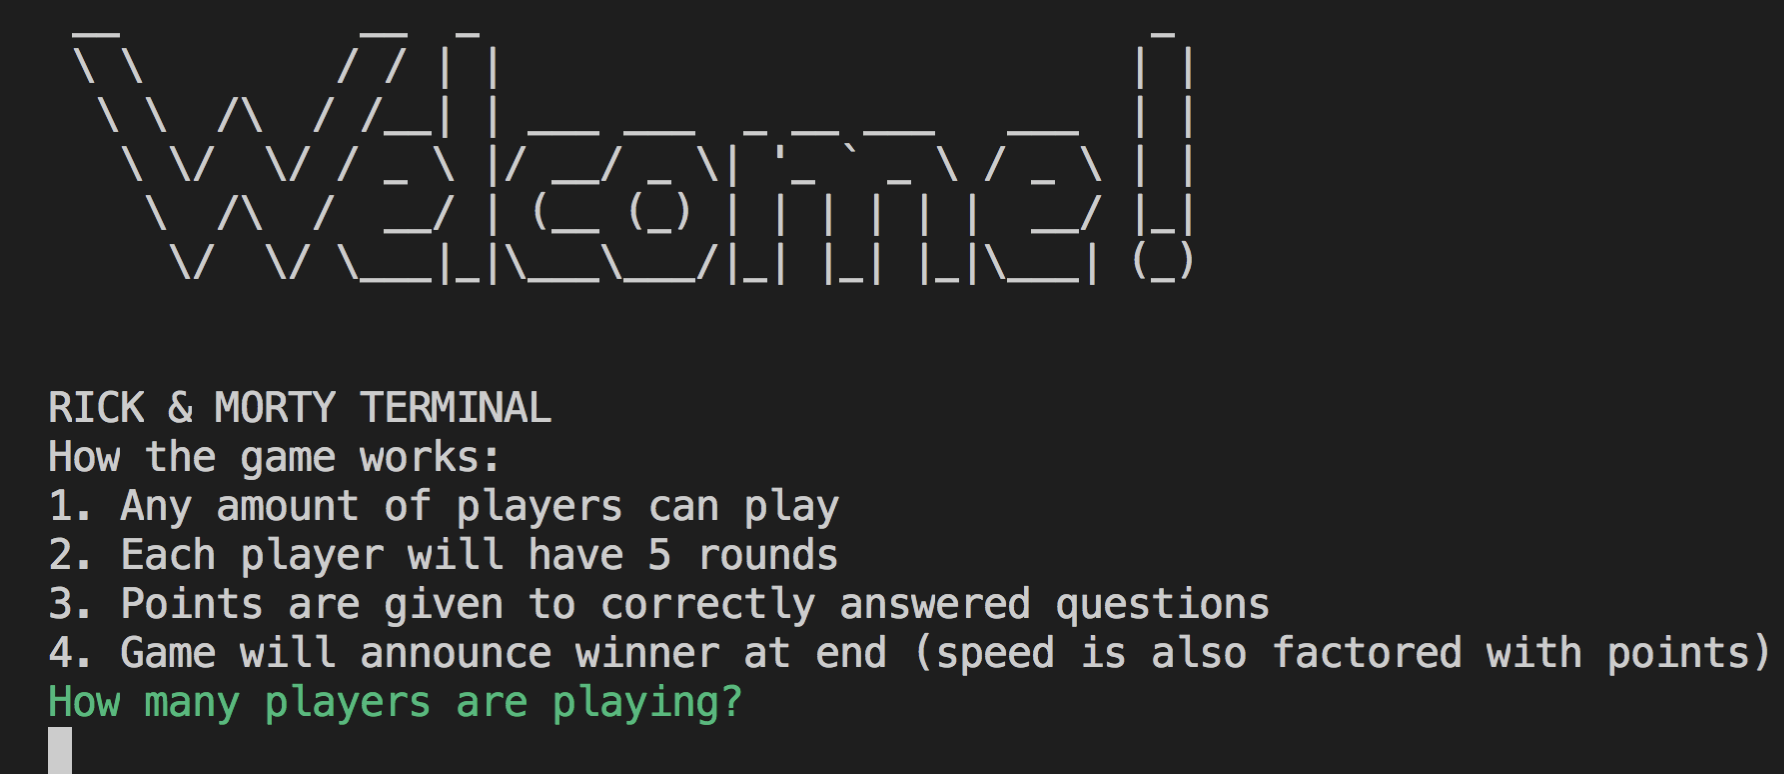 Welcome!
RICK & MORTY TERMINAL
How the game works:
1. Any amount of players can play
2. Each player will have 5 rounds
3. Points are given to correctly answered questions
4. Game will announce winner at end (speed is also factored with points)
How many players are playing?